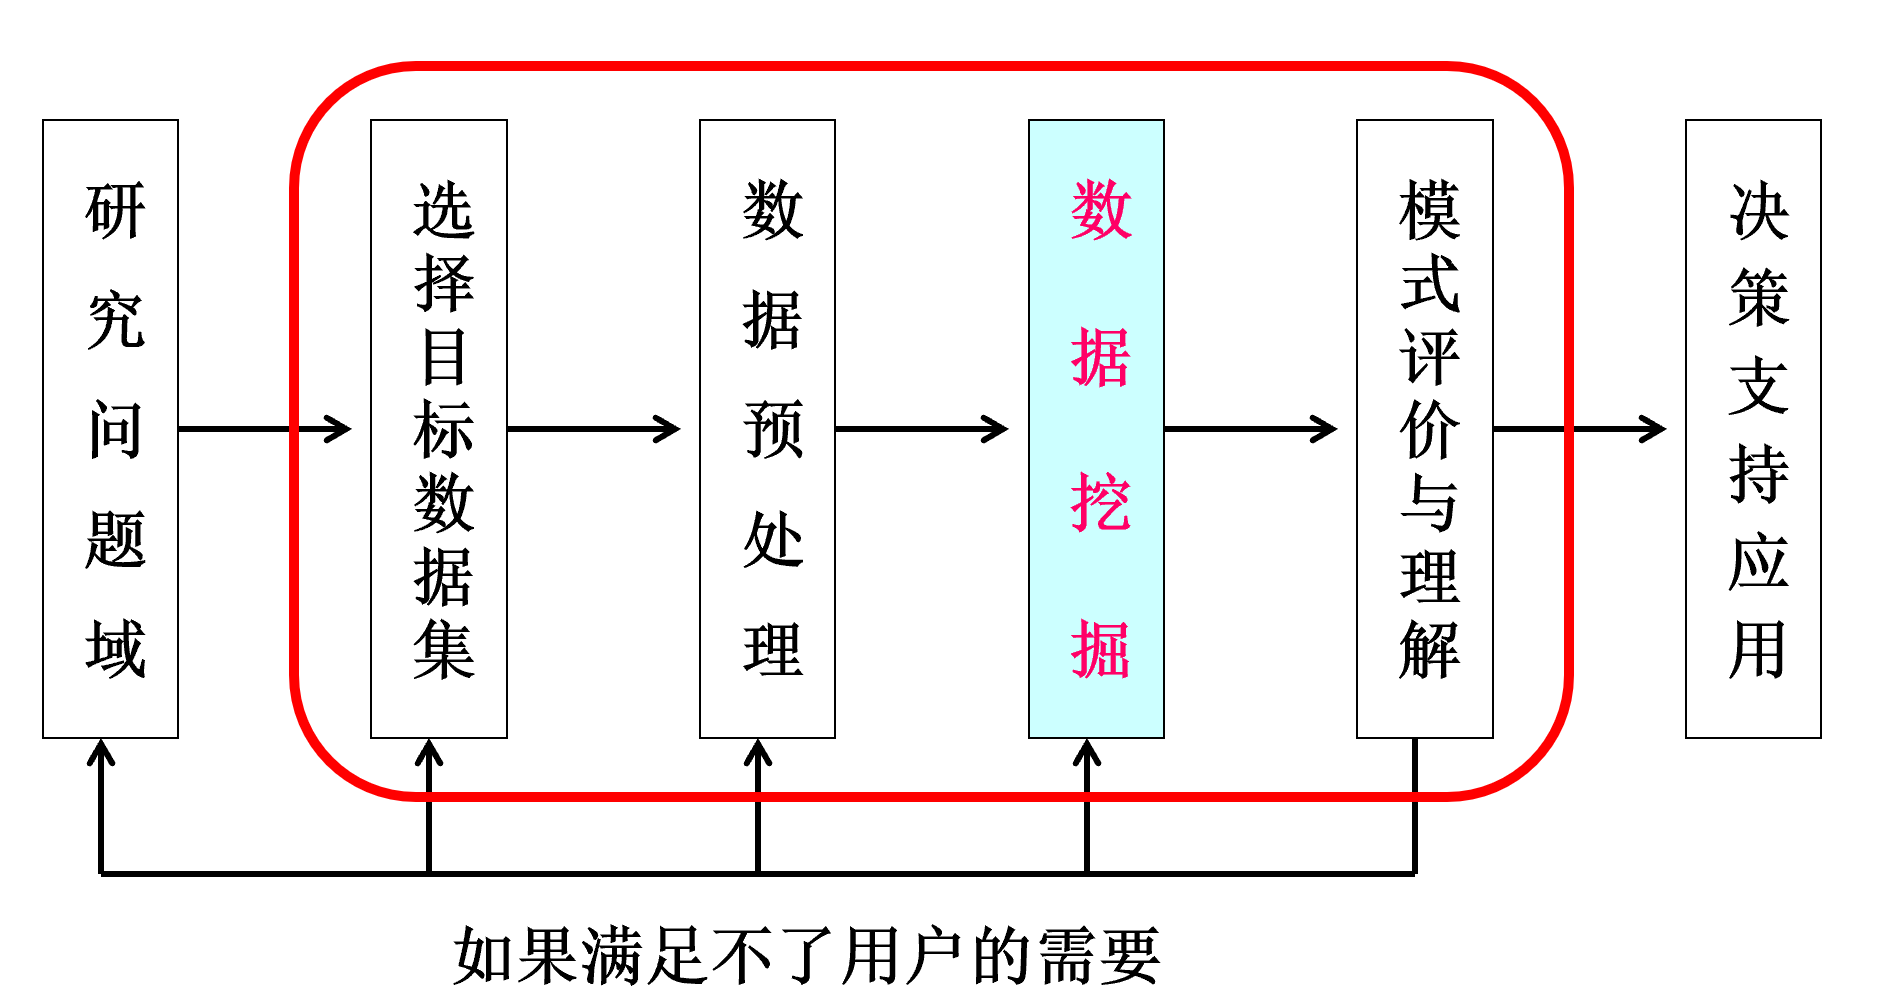 研究问题域
选择目标数据集
数据预处理
数据挖掘
模式评价与理解
决策支持应用
如果满足不了用户的需要